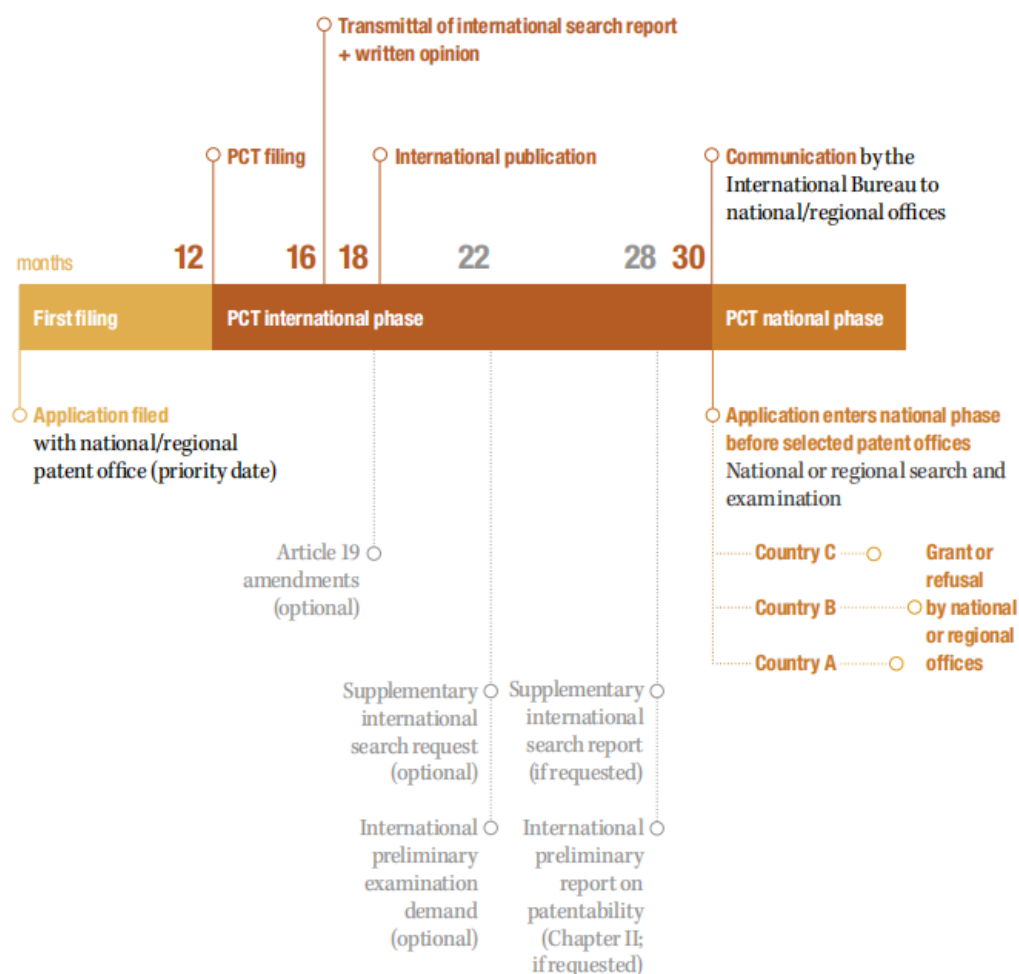 Transmittal of international search report
+ written opinion
PCT filing
International publication
Communication by the
International Bureau to
national/regional offices
months
12
16
18
22
28
30
First filing
PCT international phase
PCT national phase
Application filed
with national/regional
patent office (priority date)
Application enters national phase
before selected patent offices
National or regional search and
examination
Article 19
amendments
(optional)
Country C
Country B
Country A
Grant or
refusal
by national
or regional
offices
Supplementary
international
search request
(optional)
Supplementary
international
search report
(if requested)
International
preliminary
examination
demand
(optional)
International
preliminary
report on
patentability
(Chapter II;
if requested)